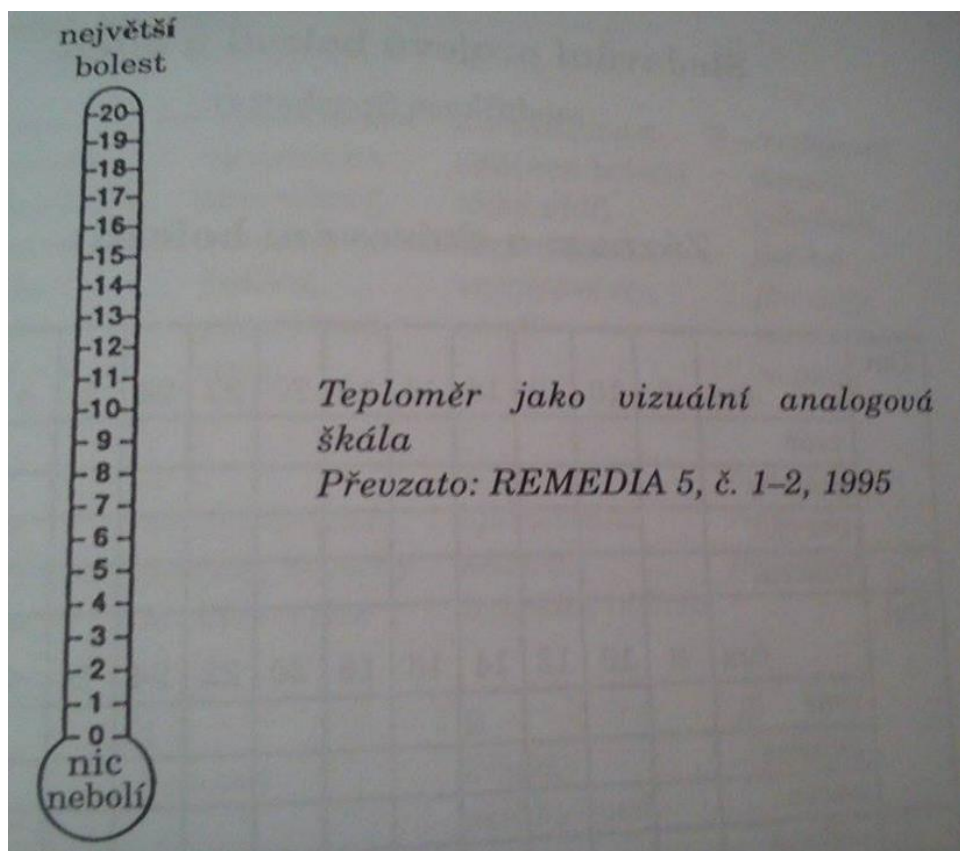 největší
bolest
-20-
-19-
-18-
-17-
-16-
-15-
-14-
-13-
-12-
-11-
-10-
- 9 -
- 8 -
- 7 -
- 6 -
- 5 -
- 4 -
- 3 -
- 2 -
- 1 -
- 0 -
nic
nebolí
Teploměr jako vizuální analogová
škála
Převzato: REMEDIA 5, č. 1–2, 1995